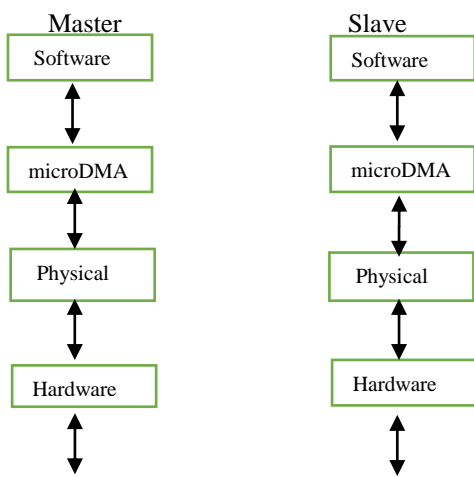 Master
Software
microDMA
Physical
Hardware
Slave
Software
microDMA
Physical
Hardware